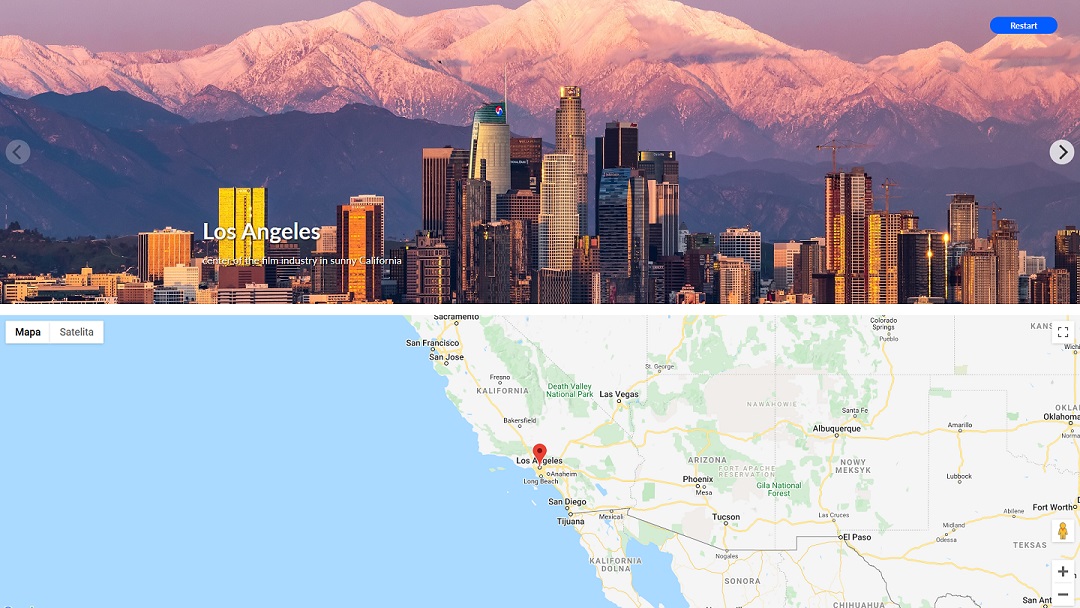 Restart
Los Angeles
center of the film industry in sunny California
Mapa
Satelita
Sacramento
San Francisco
San Jose
Fresno
KALIFORNIA
Death Valley
National Park
Las Vegas
St. George
Colorado
Springs
Pueblo
KANS
Wichi
NAWAHOWIE
Santa Fe
Albuquerque
Amarillo
OKLA
Oklahoma
Norma
Bakersfield
Los Angeles
Anaheim
Long Beach
ARIZONA
FORT APACHE
RESERVATION
Phoenix
Mesa
Gila National
Forest
NOWY
MEKSYK
Lubbock
San Diego
Tijuana
Mexicali
Tucson
Las Cruces
El Paso
Midland
Odessa
Abilene
Fort Worth
D
TEKSAS
Nogales
KALIFORNIA
DOLNA
SONORA
CHIHUAHUA
San Ant